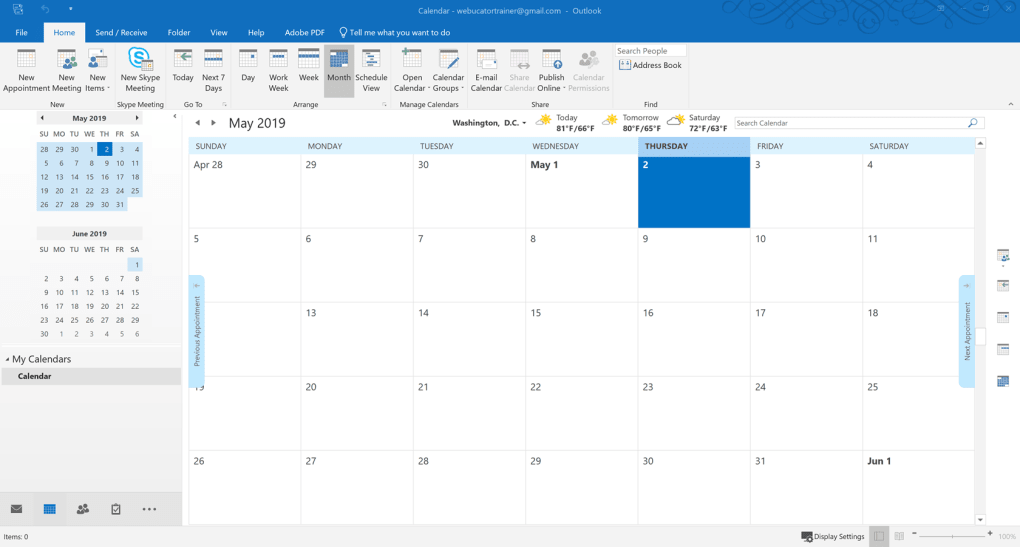 Calendar - webucatortrainer@gmail.com - Outlook
File Home Send / Receive Folder View Help Adobe PDF Tell me what you want to do
New Appointment
New Meeting
New Items
New
New Skype Meeting
Skype Meeting
Today
Next 7 Days
Go To
Day
Work Week
Week
Month
Schedule View
Arrange
Open Calendar
Calendar Groups
Manage Calendars
E-mail Calendar
Share Calendar
Publish Online
Calendar Permissions
Share
Search People
Address Book
Find
May 2019
SU MO TU WE TH FR SA
28 29 30 1 2 3 4
5 6 7 8 9 10 11
12 13 14 15 16 17 18
19 20 21 22 23 24 25
26 27 28 29 30 31
June 2019
SU MO TU WE TH FR SA
1
2 3 4 5 6 7 8
9 10 11 12 13 14 15
16 17 18 19 20 21 22
23 24 25 26 27 28 29
30 1 2 3 4 5 6
My Calendars
Calendar
May 2019
Washington, D.C.
Today
81°F/66°F
Tomorrow
80°F/65°F
Saturday
72°F/63°F
Search Calendar
SUNDAY MONDAY TUESDAY WEDNESDAY THURSDAY FRIDAY SATURDAY
Apr 28 29 30 May 1 2 3 4
5 6 7 8 9 10 11
13 14 15 16 17 18
19 20 21 22 23 24 25
26 27 28 29 30 31 Jun 1
Previous Appointment
Next Appointment
Items: 0
Display Settings
100%